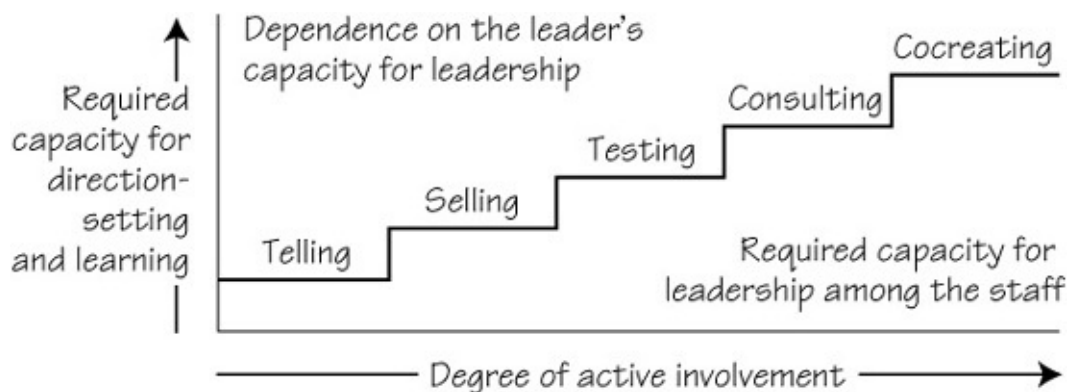 Dependence on the leader's
capacity for leadership
Cocreating
Consulting
Testing
Selling
Telling
Required
capacity for
direction-
setting
and learning
Required capacity for
leadership among the staff
Degree of active involvement